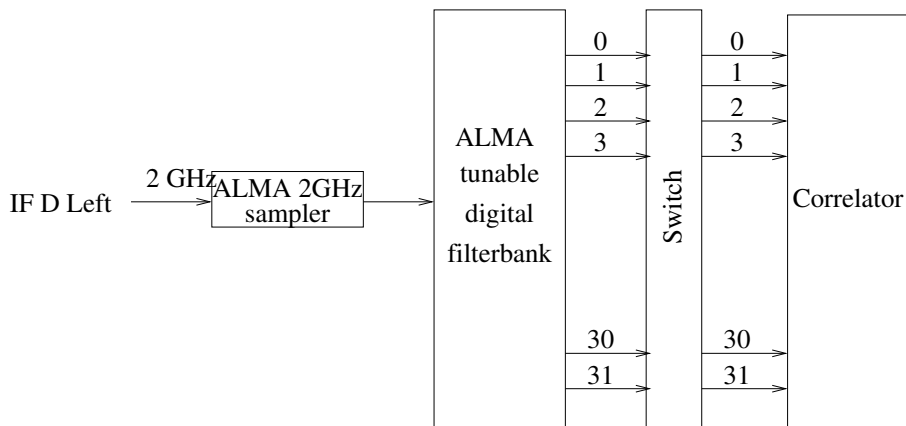 IF D Left
2 GHz
ALMA 2GHz
sampler
ALMA
tunable
digital
filterbank
0
1
2
3
30
31
Switch
0
1
2
3
30
31
Correlator